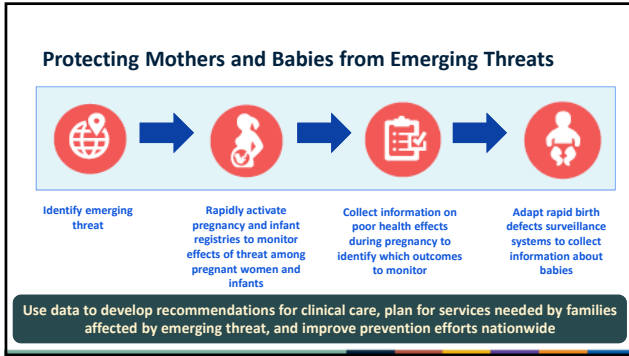 Protecting Mothers and Babies from Emerging Threats
Identify emerging
threat
Rapidly activate
pregnancy and infant
registries to monitor
effects of threat among
pregnant women and
infants
Collect information on
poor health effects
during pregnancy to
identify which outcomes
to monitor
Adapt rapid birth
defects surveillance
systems to collect
information about
babies
Use data to develop recommendations for clinical care, plan for services needed by families
affected by emerging threat, and improve prevention efforts nationwide